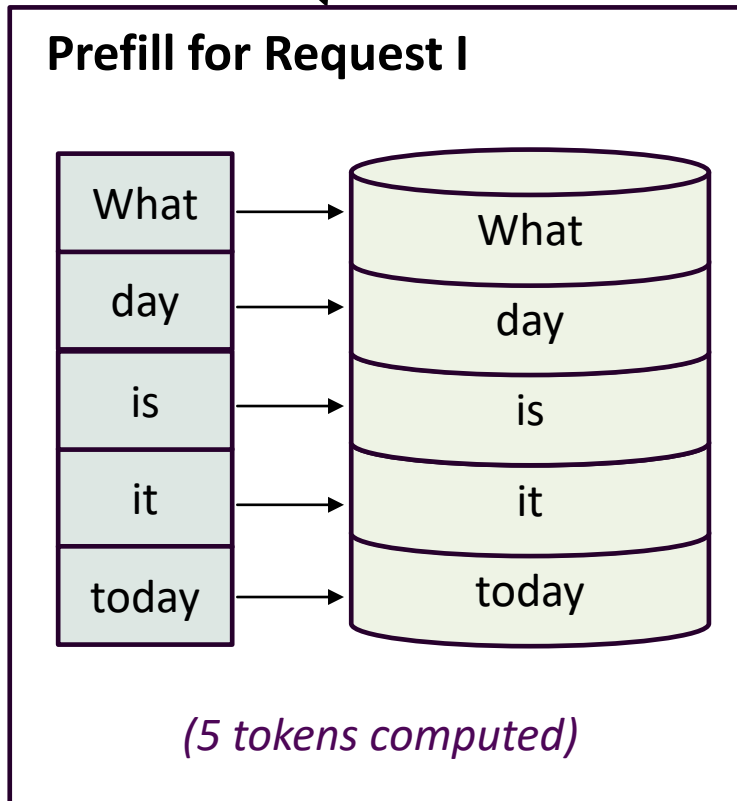 Prefill for Request I
What
What
day
day
is
is
it
it
today
today
(5 tokens computed)